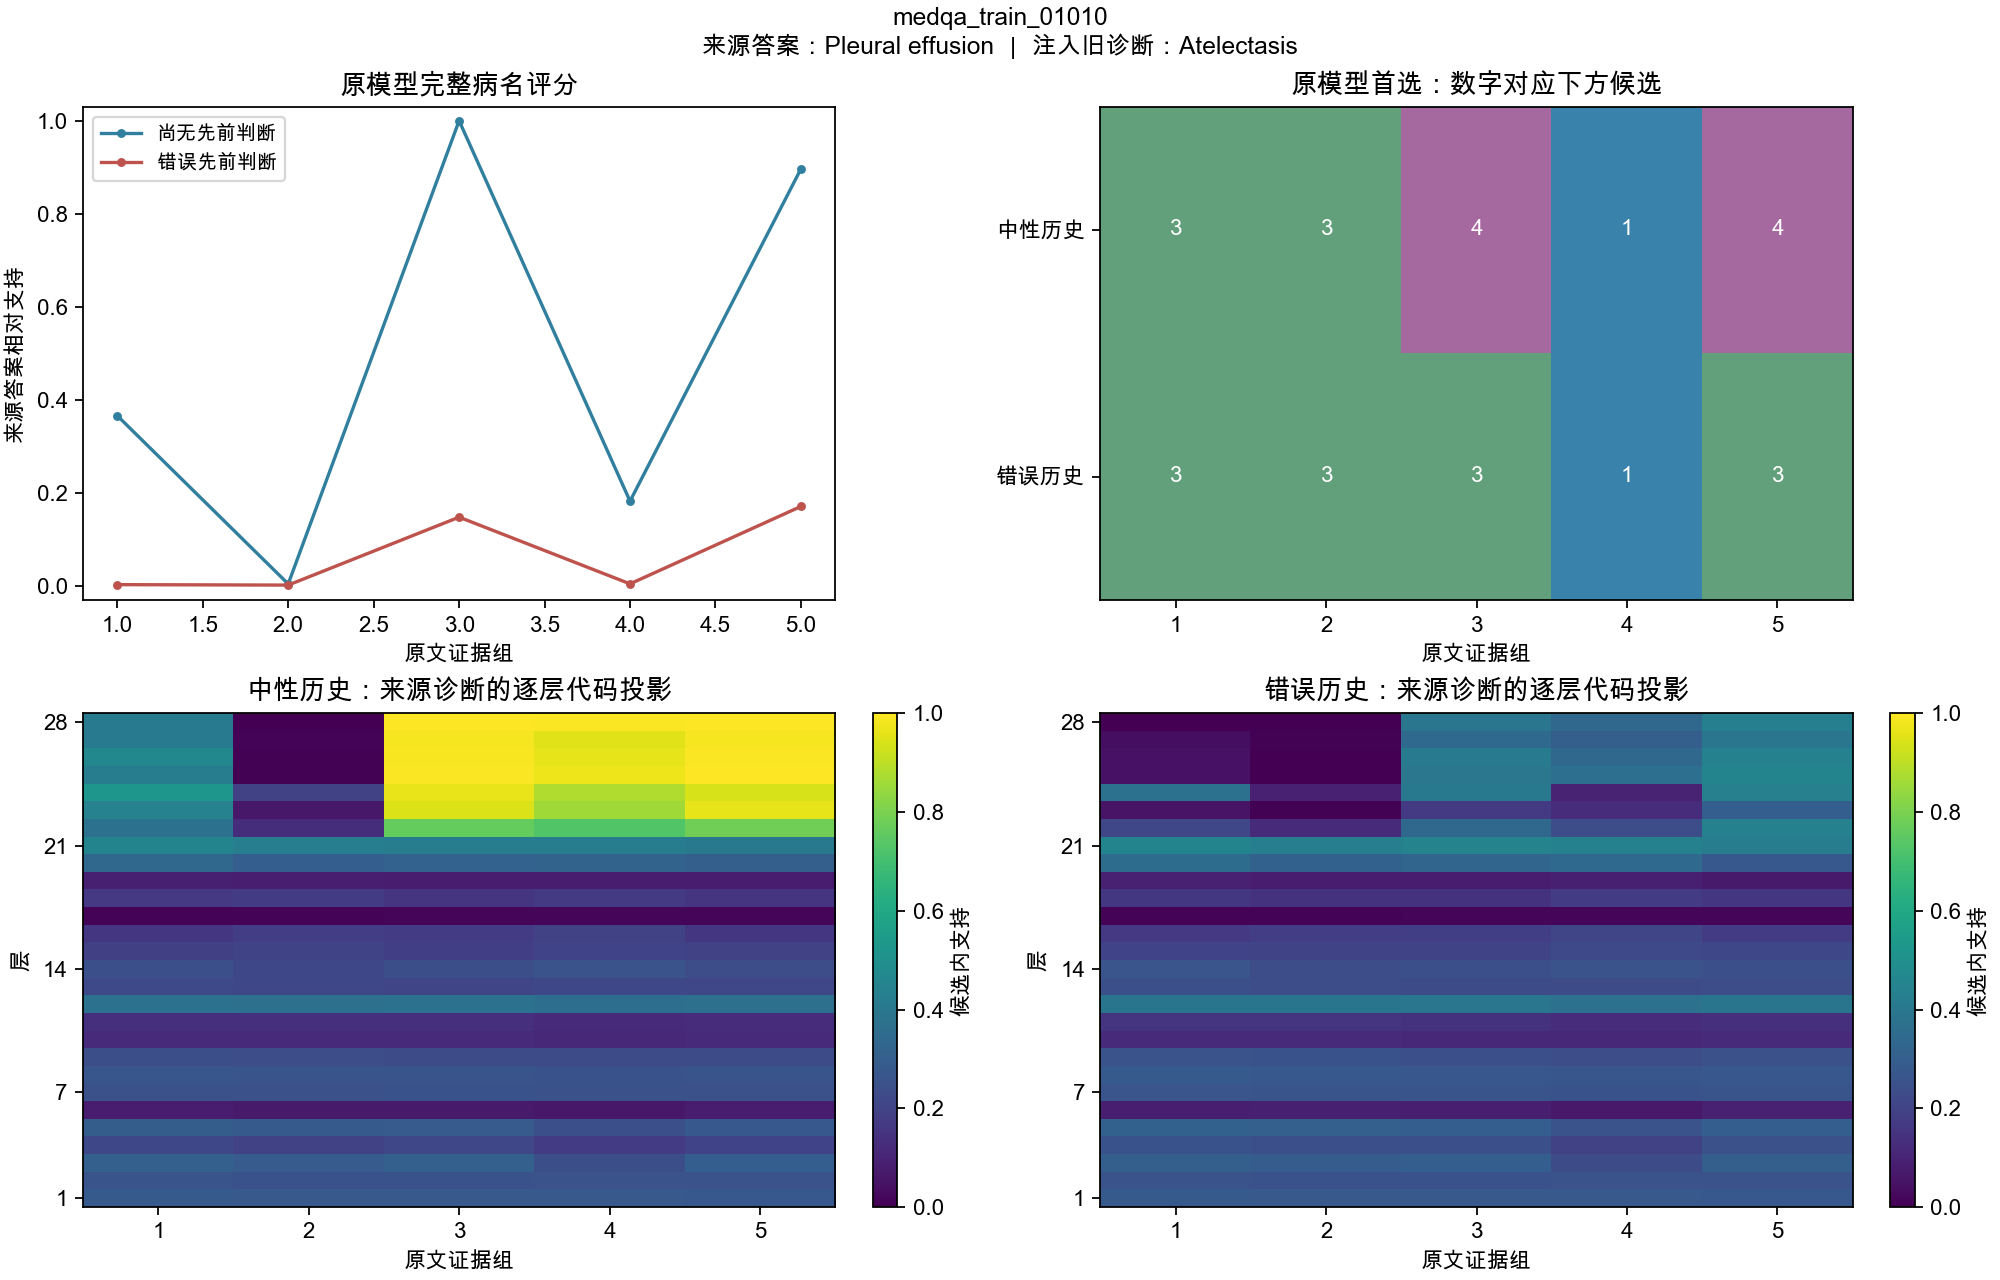 medqa_train_01010
来源答案：Pleural effusion | 注入旧诊断：Atelectasis
原模型完整病名评分
来源答案相对支持
1.0
0.8
0.6
0.4
0.2
0.0
尚无先前判断
错误先前判断
1.0 1.5 2.0 2.5 3.0 3.5 4.0 4.5 5.0
原文证据组
原模型首选：数字对应下方候选
中性历史
3 3 4 1 4
错误历史
3 3 3 1 3
1 2 3 4 5
原文证据组
中性历史：来源诊断的逐层代码投影
层
28
21
14
7
1
1 2 3 4 5
原文证据组
1.0
0.8
0.6
0.4
0.2
0.0
候选内支持
错误历史：来源诊断的逐层代码投影
层
28
21
14
7
1
1 2 3 4 5
原文证据组
1.0
0.8
0.6
0.4
0.2
0.0
候选内支持